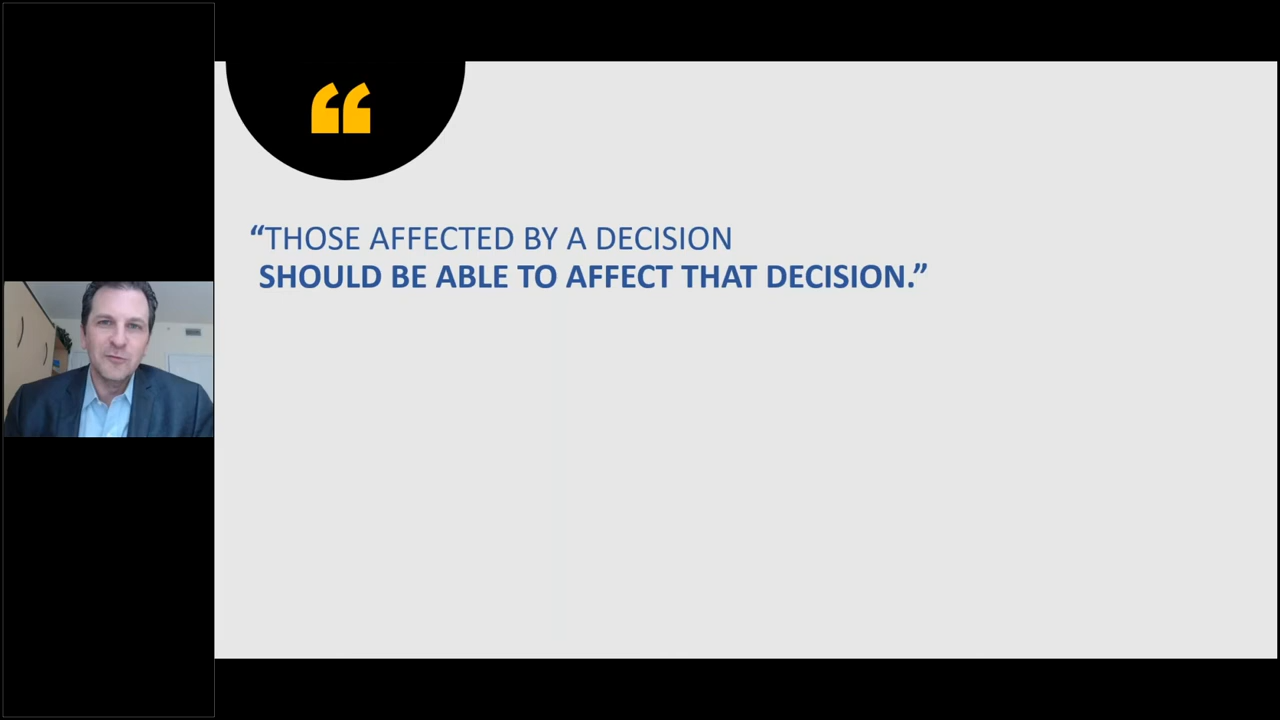 “THOSE AFFECTED BY A DECISION
SHOULD BE ABLE TO AFFECT THAT DECISION.”